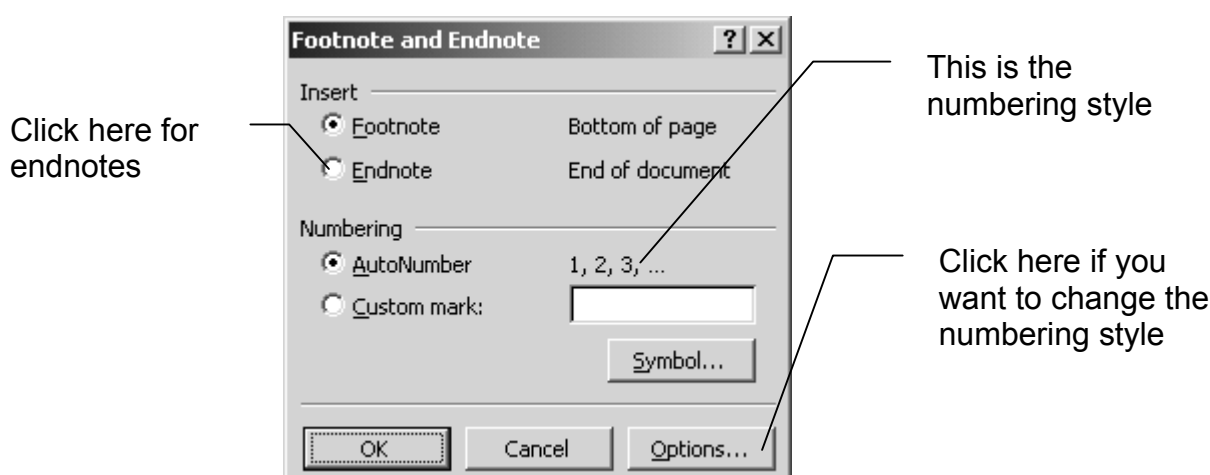 Footnote and Endnote
Insert
Footnote Bottom of page
Endnote End of document
Numbering
AutoNumber 1, 2, 3, ...
Custom mark:
Symbol...
OK Cancel Options...
Click here for
endnotes
This is the
numbering style
Click here if you
want to change the
numbering style